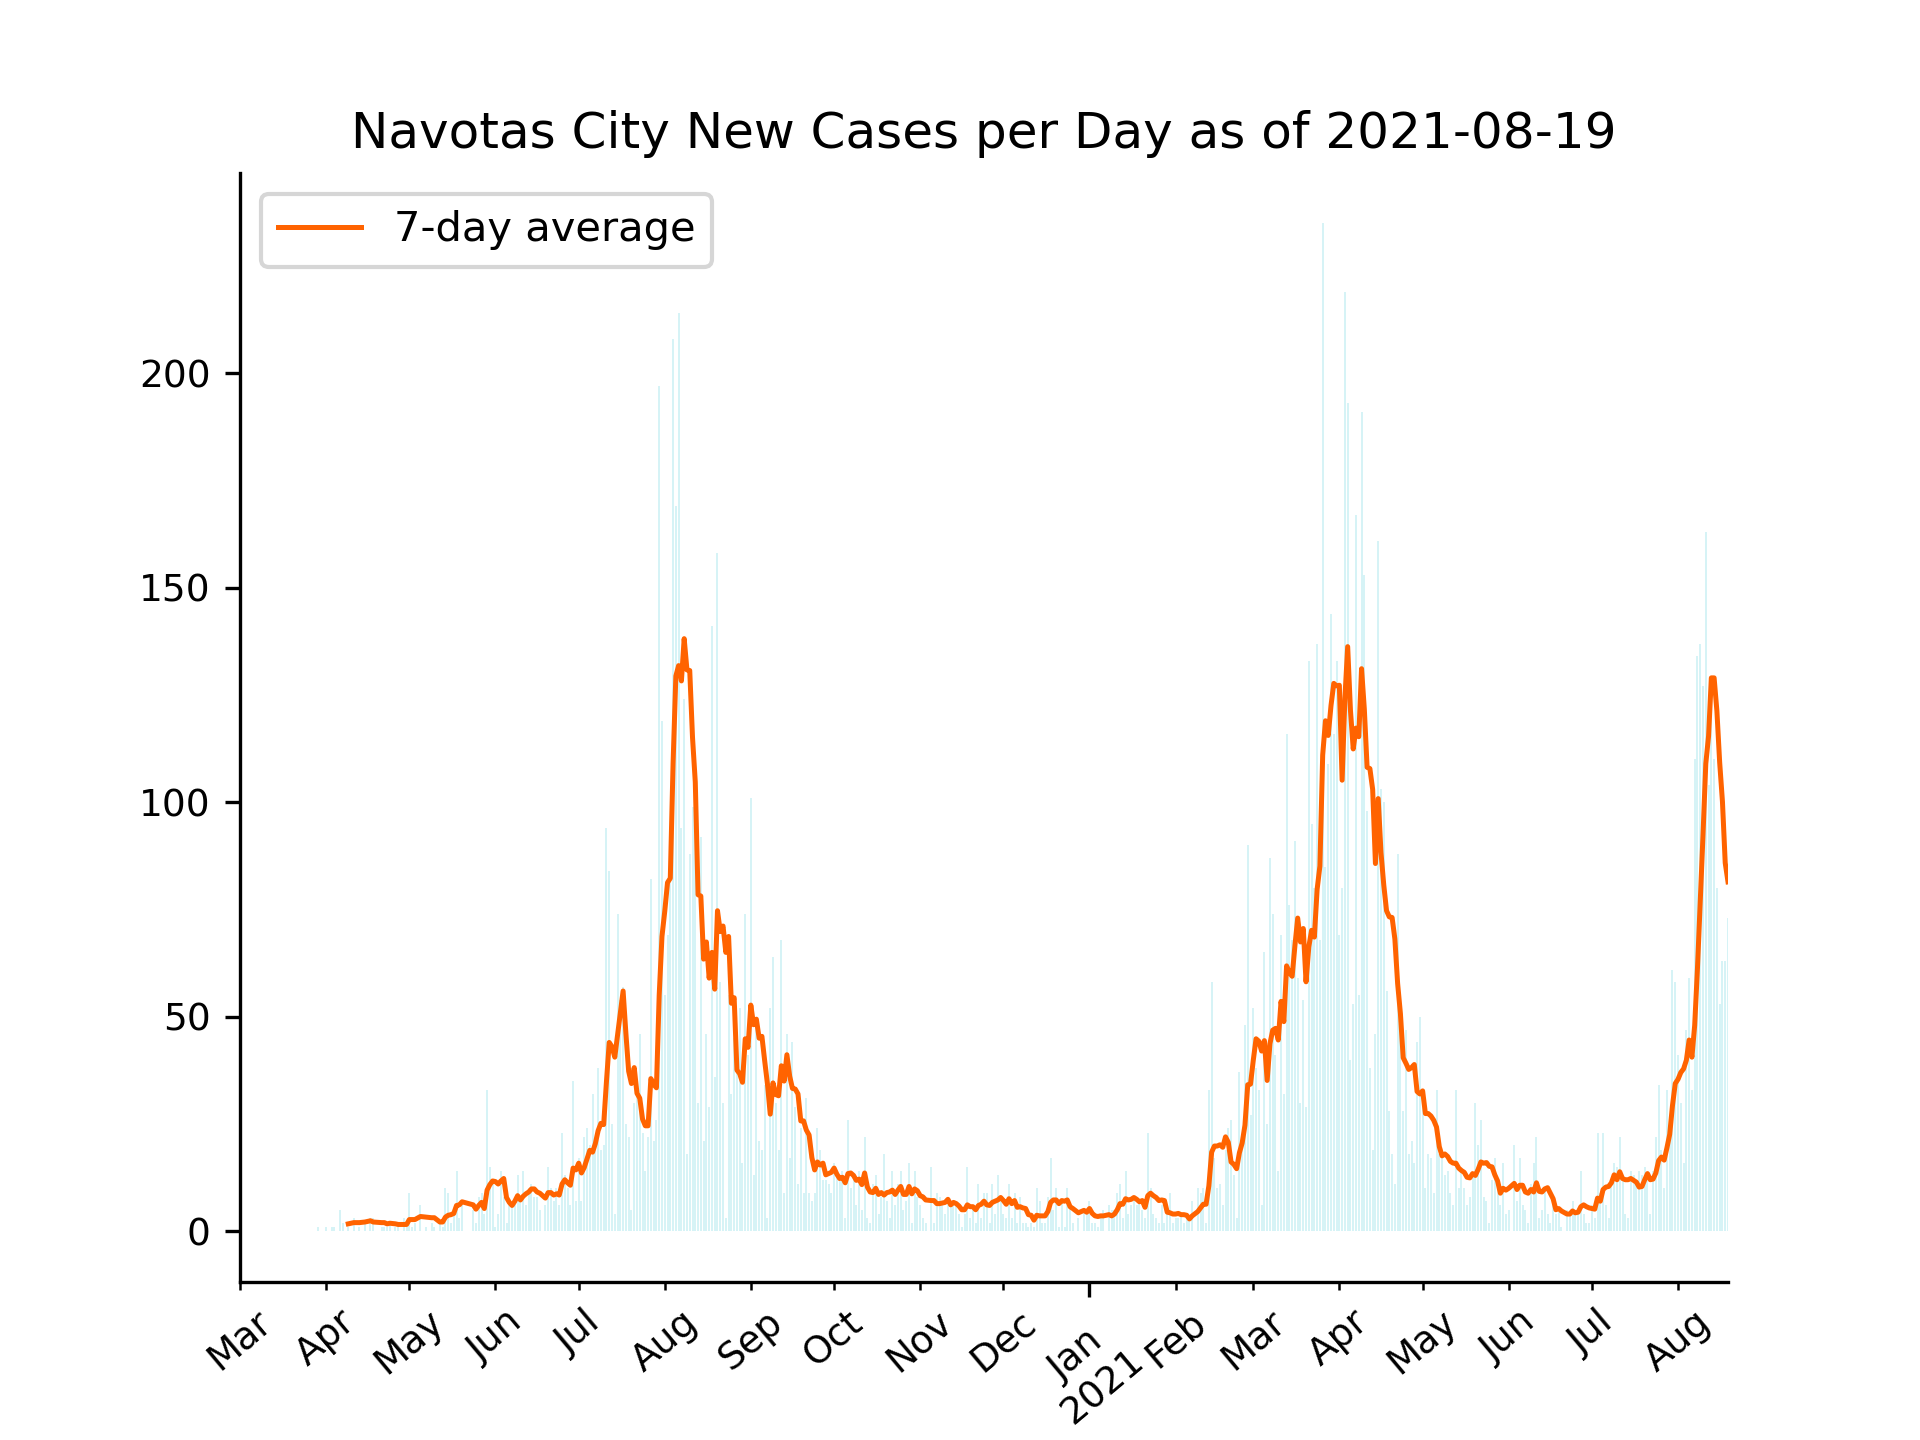 Navotas City New Cases per Day as of 2021-08-19
7-day average
200
150
100
50
0
Mar Apr May Jun Jul Aug Sep Oct Nov Dec Jan Feb Mar Apr May Jun Jul Aug
2021